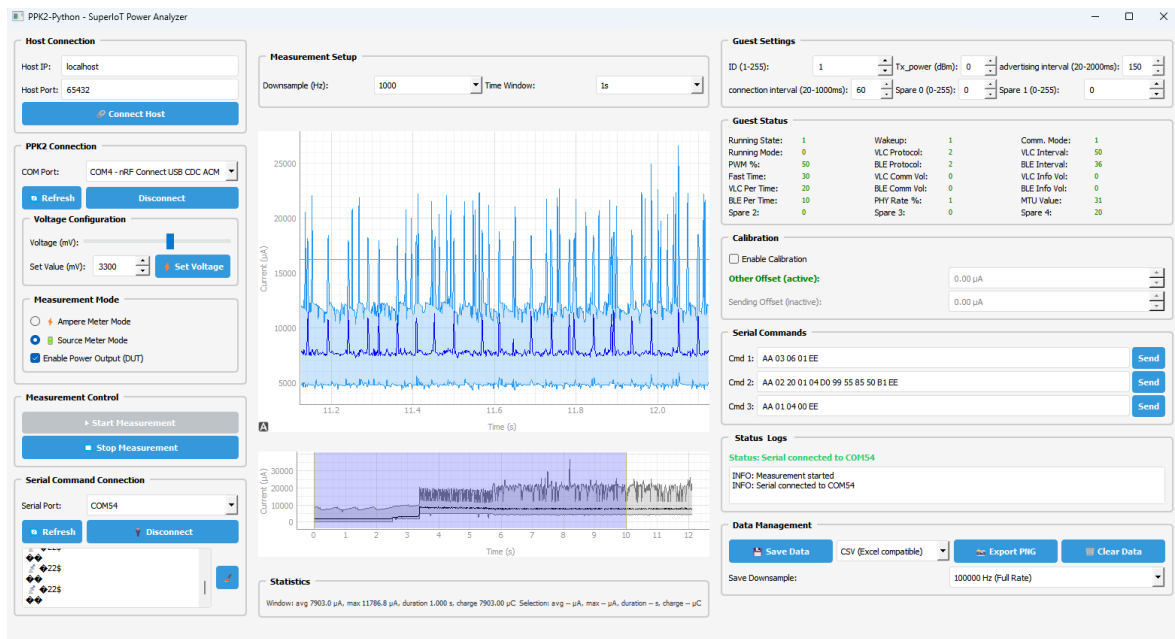 PPK2-Python - SuperIoT Power Analyzer
Host Connection
Host IP: localhost
Host Port: 65432
Connect Host
PPK2 Connection
COM Port: COM4 - nRF Connect USB CDC ACM
Refresh Disconnect
Voltage Configuration
Voltage (mV):
Set Value (mV): 3300 Set Voltage
Measurement Mode
Ampere Meter Mode
Source Meter Mode
Enable Power Output (DUT)
Measurement Control
Start Measurement
Stop Measurement
Serial Command Connection
Serial Port: COM54
Refresh Disconnect
�22$
��
�22$
��
�22$
��
Measurement Setup
Downsample (Hz): 1000 Time Window: 1s
Current (µA)
25000
20000
15000
10000
5000
11.2 11.4 11.6 11.8 12.0
Time (s)
A
Current (µA)
30000
20000
10000
0
0 1 2 3 4 5 6 7 8 9 10 11 12
Time (s)
Statistics
Window: avg 7903.0 µA, max 11786.8 µA, duration 1.000 s, charge 7903.00 µC Selection: avg -- µA, max -- µA, duration -- s, charge -- µC
Guest Settings
ID (1-255): 1 Tx_power (dBm): 0 advertising interval (20-2000ms): 150
connection interval (20-1000ms): 60 Spare 0 (0-255): 0 Spare 1 (0-255): 0
Guest Status
Running State: 1 Wakeup: 1 Comm. Mode: 1
Running Mode: 0 VLC Protocol: 2 VLC Interval: 50
PWM %: 50 BLE Protocol: 2 BLE Interval: 36
Fast Time: 30 VLC Comm Vol: 0 VLC Info Vol: 0
VLC Per Time: 20 BLE Comm Vol: 0 BLE Info Vol: 0
BLE Per Time: 10 PHY Rate %: 1 MTU Value: 31
Spare 2: 0 Spare 3: 0 Spare 4: 20
Calibration
Enable Calibration
Other Offset (active): 0.00 µA
Sending Offset (inactive): 0.00 µA
Serial Commands
Cmd 1: AA 03 06 01 EE Send
Cmd 2: AA 02 20 01 04 D0 99 55 85 50 B1 EE Send
Cmd 3: AA 01 04 00 EE Send
Status Logs
Status: Serial connected to COM54
INFO: Measurement started
INFO: Serial connected to COM54
Data Management
Save Data CSV (Excel compatible) Export PNG Clear Data
Save Downsample: 100000 Hz (Full Rate)